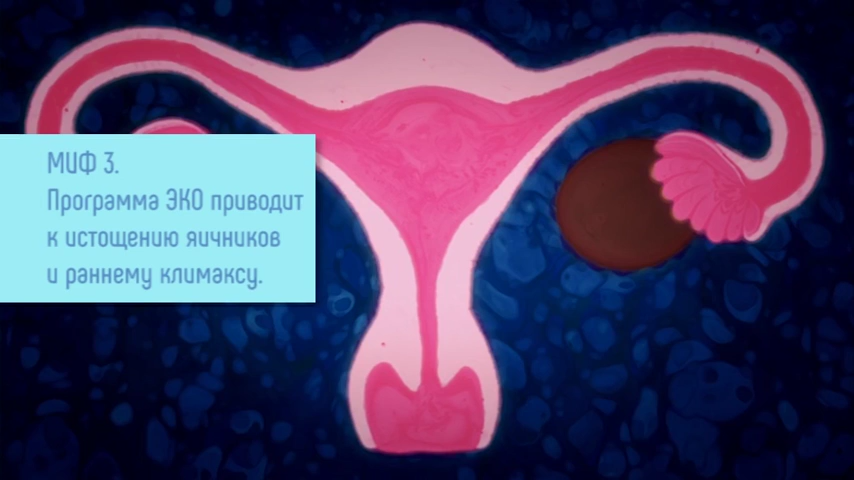 МИФ 3.
Программа ЭКО приводит
к истощению яичников
и раннему климаксу.